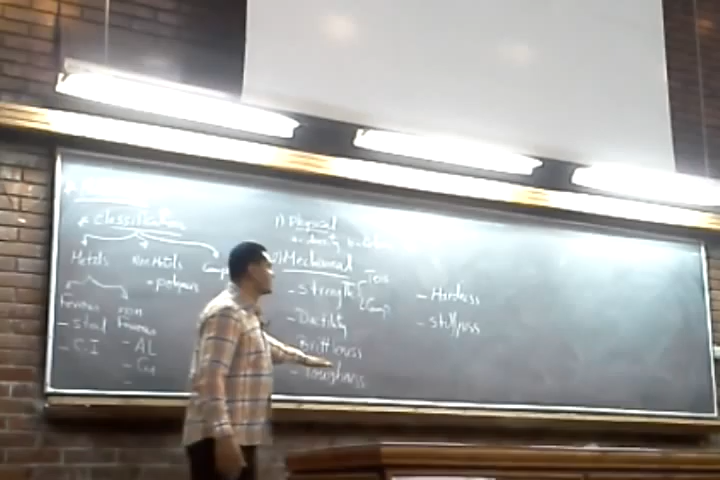 classification
Metals
Non Metals
Comp
- polymers
Ferrous
non Ferrous
- steel
- C.I
- AL
- Cu
1) Physical
a - density
2) Mechanical
- strength
Comp
- Ductility
- Brittleness
- Toughness
- Hardness
- stiffness